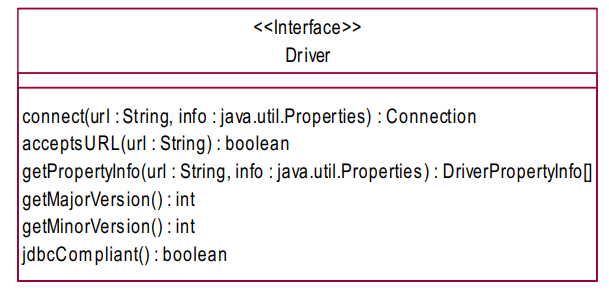 <<Interface>>
Driver
connect(url : String, info : java.util.Properties) : Connection
acceptsURL(url : String) : boolean
getPropertyInfo(url : String, info : java.util.Properties) : DriverPropertyInfo[]
getMajorVersion() : int
getMinorVersion() : int
jdbcCompliant() : boolean